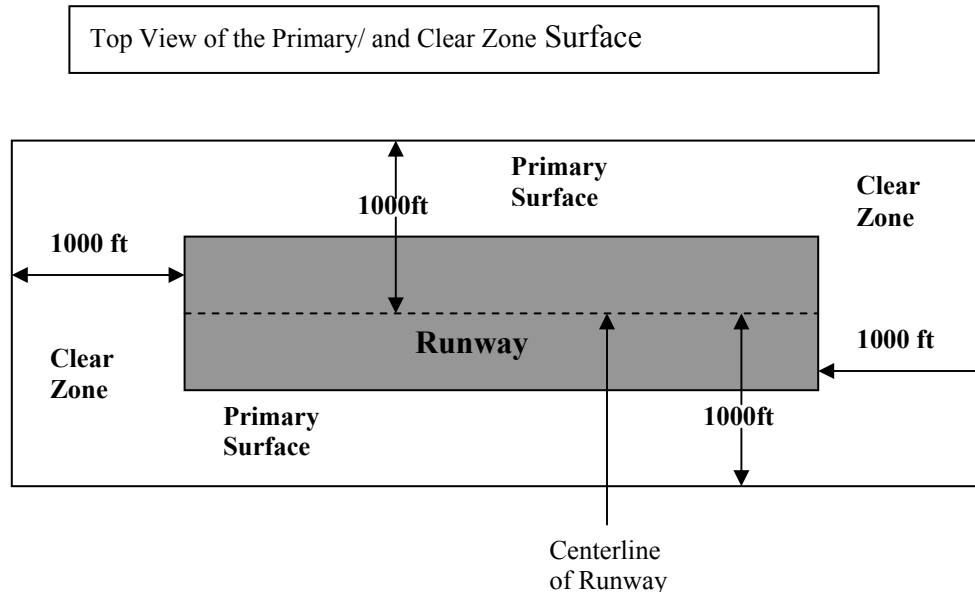 Top View of the Primary/ and Clear Zone Surface
Primary
Surface
Clear
Zone
1000ft
1000 ft
Runway
Clear
Zone
1000 ft
Primary
Surface
1000ft
Centerline
of Runway